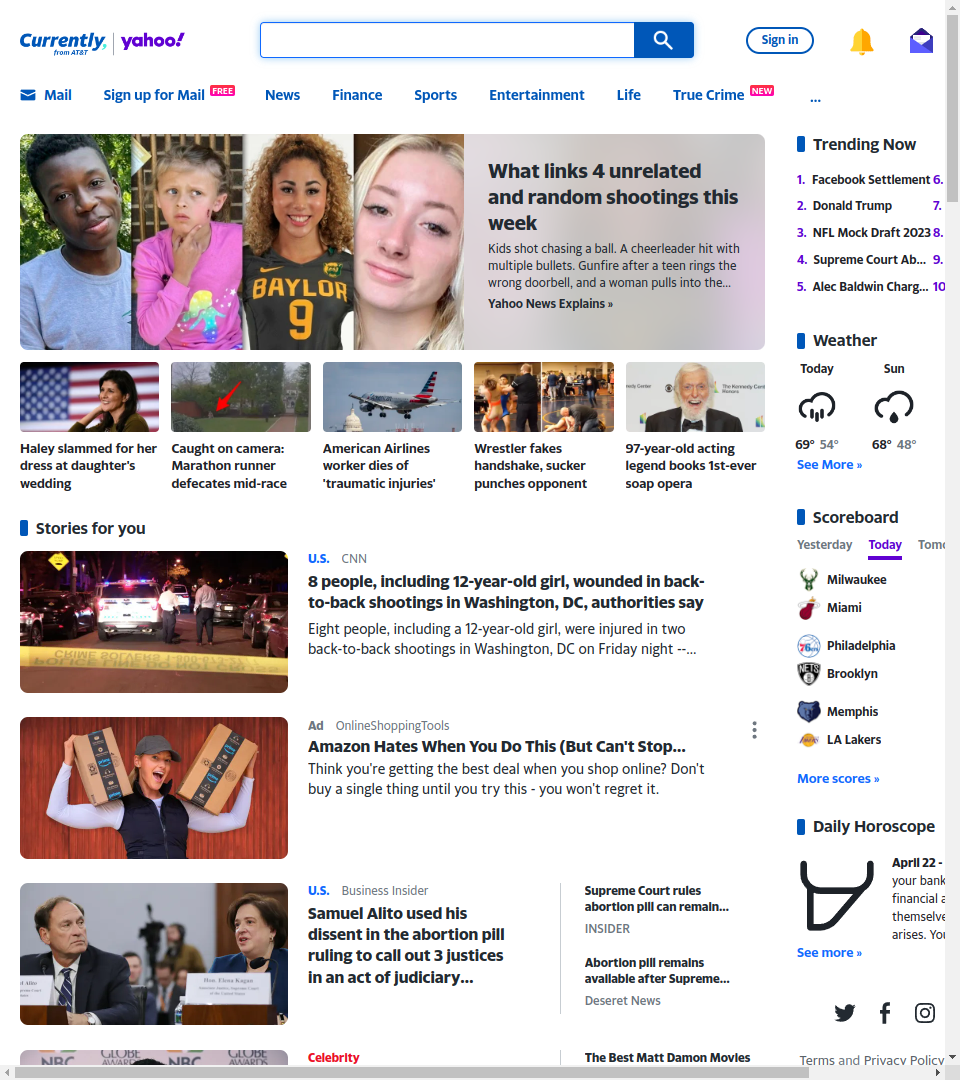 Currently, yahoo!
from AT&T
Sign in
Mail
Sign up for Mail FREE
News
Finance
Sports
Entertainment
Life
True Crime NEW
...
What links 4 unrelated
and random shootings this
week
Kids shot chasing a ball. A cheerleader hit with
multiple bullets. Gunfire after a teen rings the
wrong doorbell, and a woman pulls into the...
Yahoo News Explains »
BAYLOR
9
Haley slammed for her
dress at daughter's
wedding
Caught on camera:
Marathon runner
defecates mid-race
American Airlines
worker dies of
'traumatic injuries'
Wrestler fakes
handshake, sucker
punches opponent
97-year-old acting
legend books 1st-ever
soap opera
Stories for you
U.S. CNN
8 people, including 12-year-old girl, wounded in back-
to-back shootings in Washington, DC, authorities say
Eight people, including a 12-year-old girl, were injured in two
back-to-back shootings in Washington, DC on Friday night --...
Ad OnlineShoppingTools
Amazon Hates When You Do This (But Can't Stop...
Think you're getting the best deal when you shop online? Don't
buy a single thing until you try this - you won't regret it.
U.S. Business Insider
Samuel Alito used his
dissent in the abortion pill
ruling to call out 3 justices
in an act of judiciary...
Hon. Elena Kagan
Supreme Court rules
abortion pill can remain...
INSIDER
Abortion pill remains
available after Supreme...
Deseret News
NBC GLOBE AWARDS NBC GLOBE AWARDS
Celebrity
The Best Matt Damon Movies
Trending Now
1. Facebook Settlement 6.
2. Donald Trump 7.
3. NFL Mock Draft 2023 8.
4. Supreme Court Ab... 9.
5. Alec Baldwin Charg... 10
Weather
Today Sun
69° 54° 68° 48°
See More »
Scoreboard
Yesterday Today Tomo
Milwaukee
Miami
Philadelphia
Brooklyn
Memphis
LA Lakers
More scores »
Daily Horoscope
April 22 -
your bank
financial a
themselve
arises. You
See more »
Terms and Privacy Policy